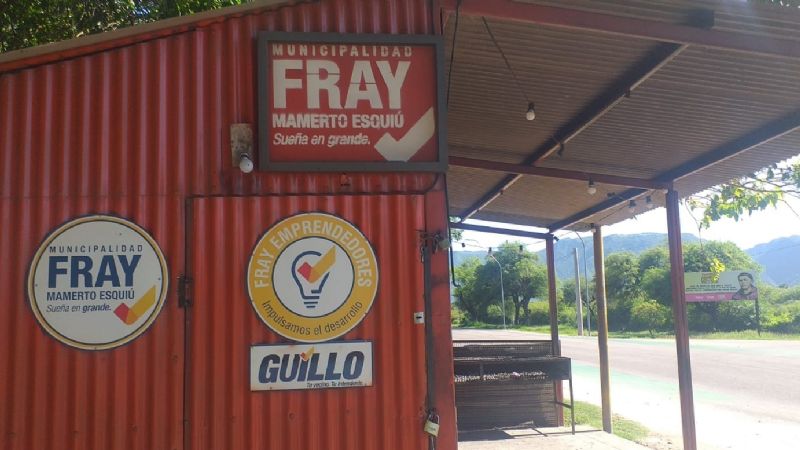 MUNICIPALIDAD
FRAY
MAMERTO ESQUIÚ
Sueña en grande.
MUNICIPALIDAD
FRAY
MAMERTO ESQUIÚ
Sueña en grande.
FRAY EMPRENDEDORES
Impulsamos el desarrollo
GUILLO
Tu vecino. Tu intendente.